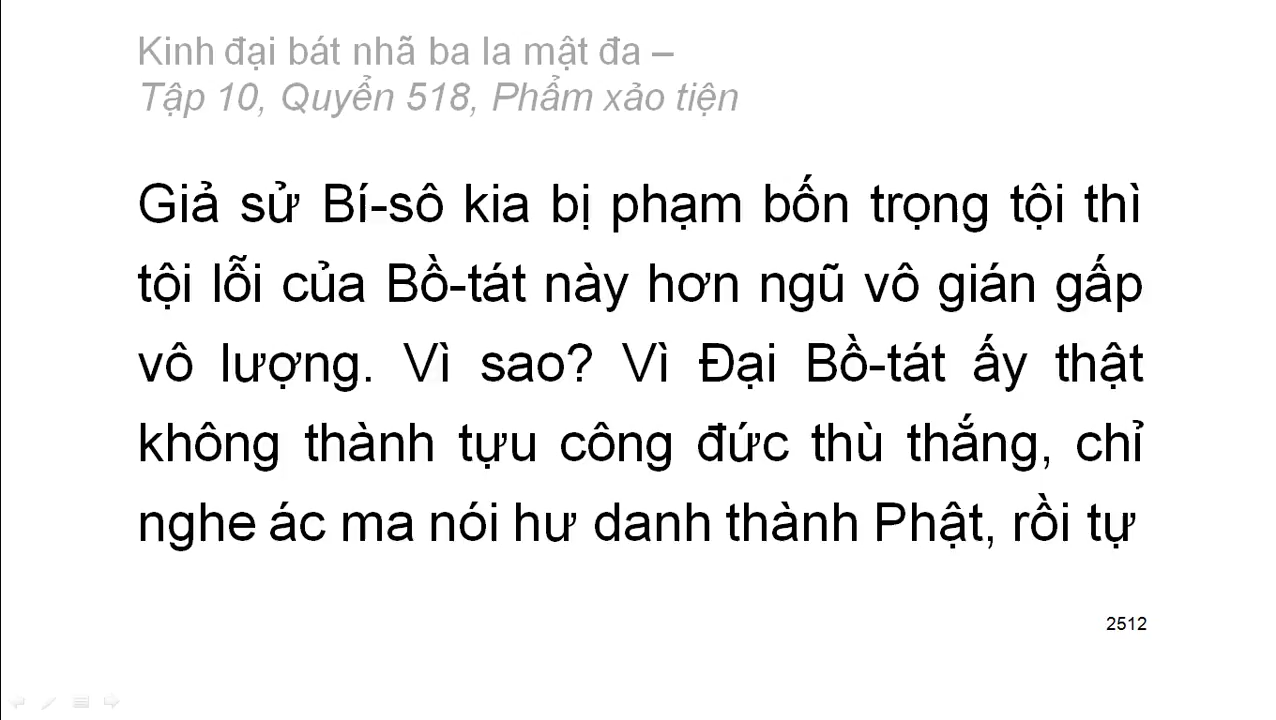 Kinh đại bát nhã ba la mật đa –
Tập 10, Quyển 518, Phẩm xảo tiện
Giả sử Bí-sô kia bị phạm bốn trọng tội thì
tội lỗi của Bồ-tát này hơn ngũ vô gián gấp
vô lượng. Vì sao? Vì Đại Bồ-tát ấy thật
không thành tựu công đức thù thắng, chỉ
nghe ác ma nói hư danh thành Phật, rồi tự
2512